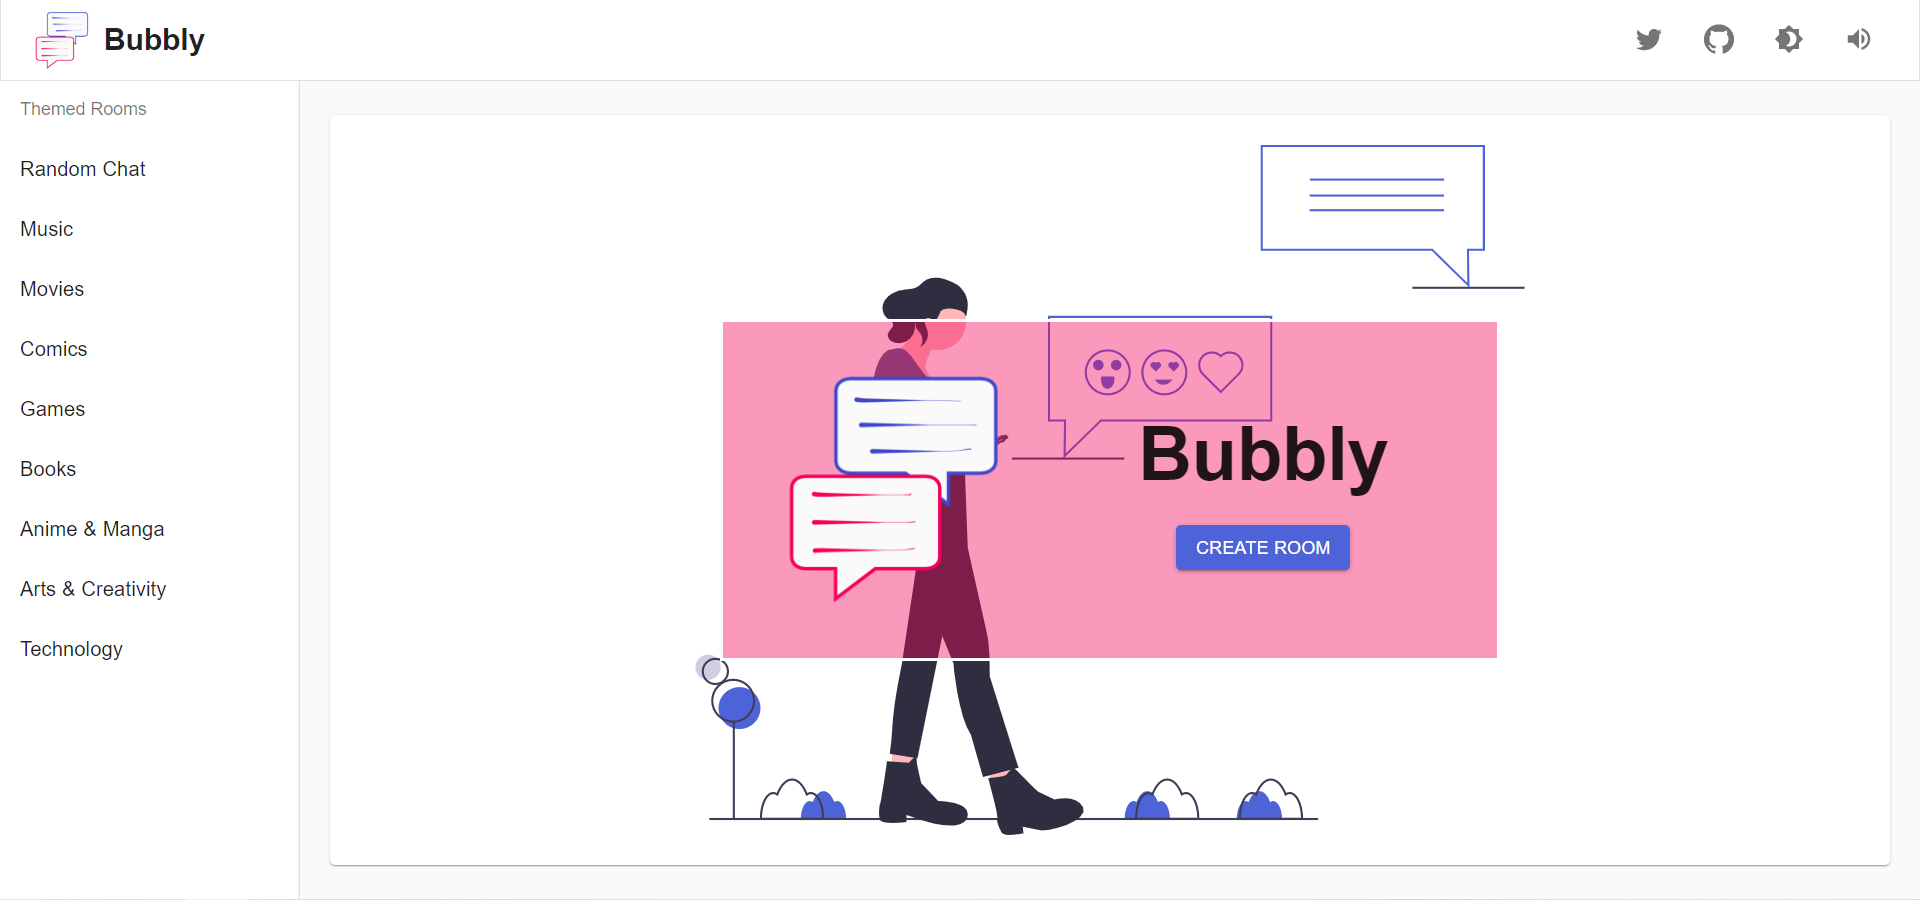 Bubbly
Themed Rooms
Random Chat
Music
Movies
Comics
Games
Books
Anime & Manga
Arts & Creativity
Technology
Bubbly
CREATE ROOM